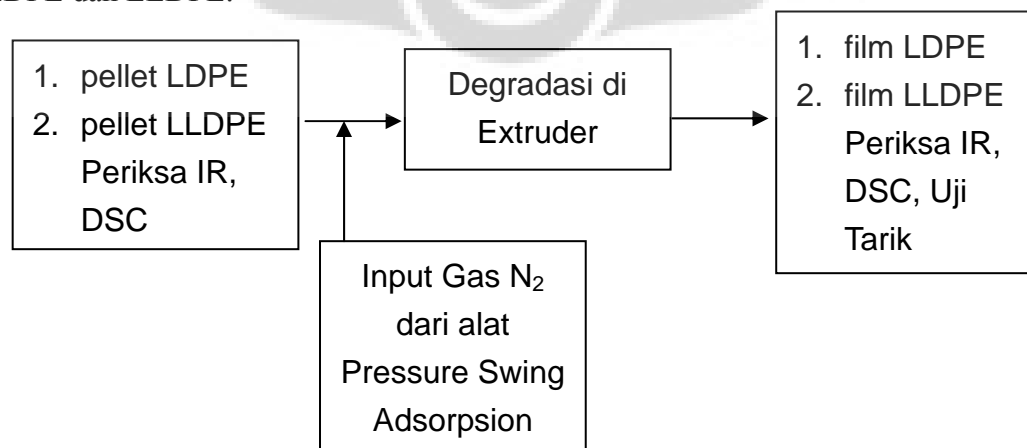 1. pellet LDPE
2. pellet LLDPE
Periksa IR,
DSC
Degradasi di
Extruder
1. film LDPE
2. film LLDPE
Periksa IR,
DSC, Uji
Tarik
Input Gas N₂
dari alat
Pressure Swing
Adsorpsion